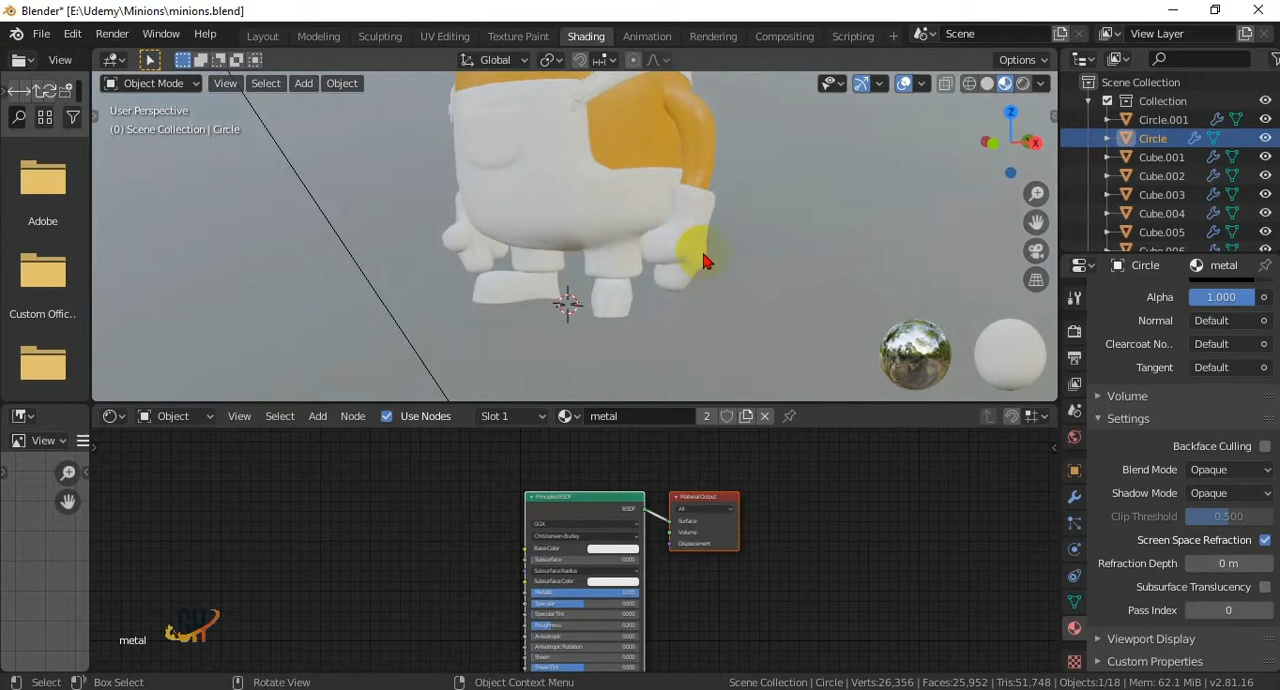 Blender* [E:\Udemy\Minions\minions.blend]
File Edit Render Window Help Layout Modeling Sculpting UV Editing Texture Paint Shading Animation Rendering Compositing Scripting + Scene View Layer
View Global Options
Object Mode View Select Add Object
User Perspective
(0) Scene Collection | Circle
Z
X
Adobe
Custom Offic...
Scene Collection
Collection
Circle.001
Circle
Cube.001
Cube.002
Cube.003
Cube.004
Cube.005
Cube.006
Circle metal
Alpha 1.000
Normal Default
Clearcoat No.. Default
Tangent Default
Volume
Settings
Backface Culling
Blend Mode Opaque
Shadow Mode Opaque
Clip Threshold 0.500
Screen Space Refraction
Refraction Depth 0 m
Subsurface Translucency
Pass Index 0
Viewport Display
Custom Properties
Object View Select Add Node Use Nodes Slot 1 metal 2
View
Principled BSDF
BSDF
GGX
Christensen-Burley
Base Color
Subsurface 0.000
Subsurface Radius
Subsurface Color
Metallic 1.000
Specular 0.500
Specular Tint 0.000
Roughness 0.200
Anisotropic 0.000
Anisotropic Rotation 0.000
Sheen 0.000
Sheen Tint 0.500
Material Output
All
Surface
Volume
Displacement
metal
Select Box Select Rotate View Object Context Menu Scene Collection | Circle | Verts:26,356 | Faces:25,952 | Tris:51,748 | Objects:1/18 | Mem: 62.1 MiB | v2.81.16